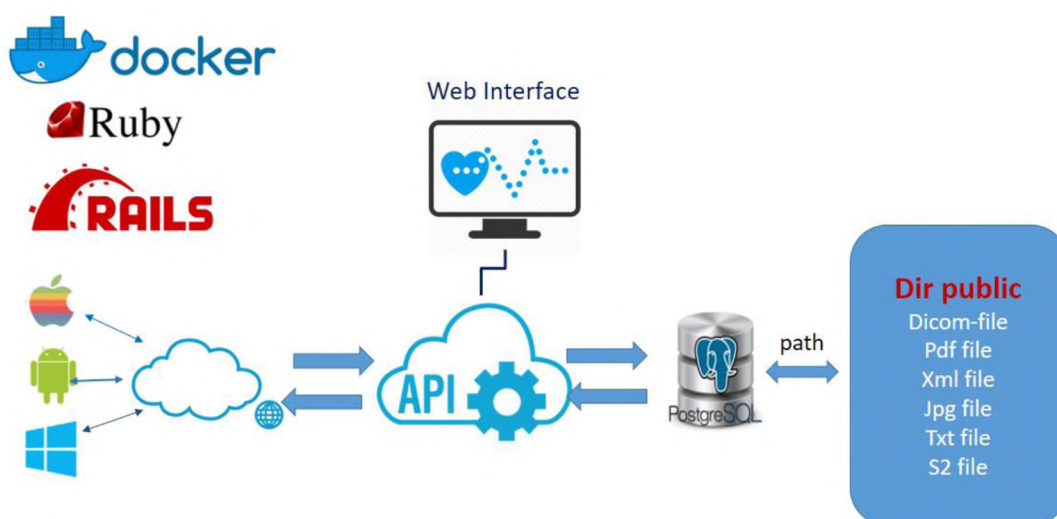 docker
Ruby
RAILS
Web Interface
API
PostgreSQL
path
Dir public
Dicom-file
Pdf file
Xml file
Jpg file
Txt file
S2 file